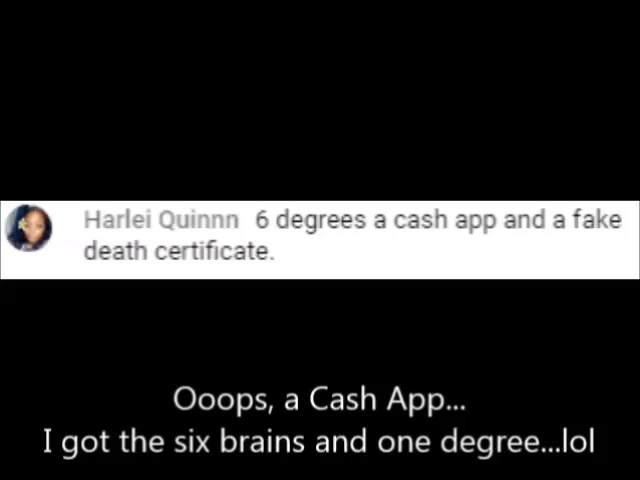 Harlei Quinnn 6 degrees a cash app and a fake
death certificate.
Ooops, a Cash App...
I got the six brains and one degree...lol